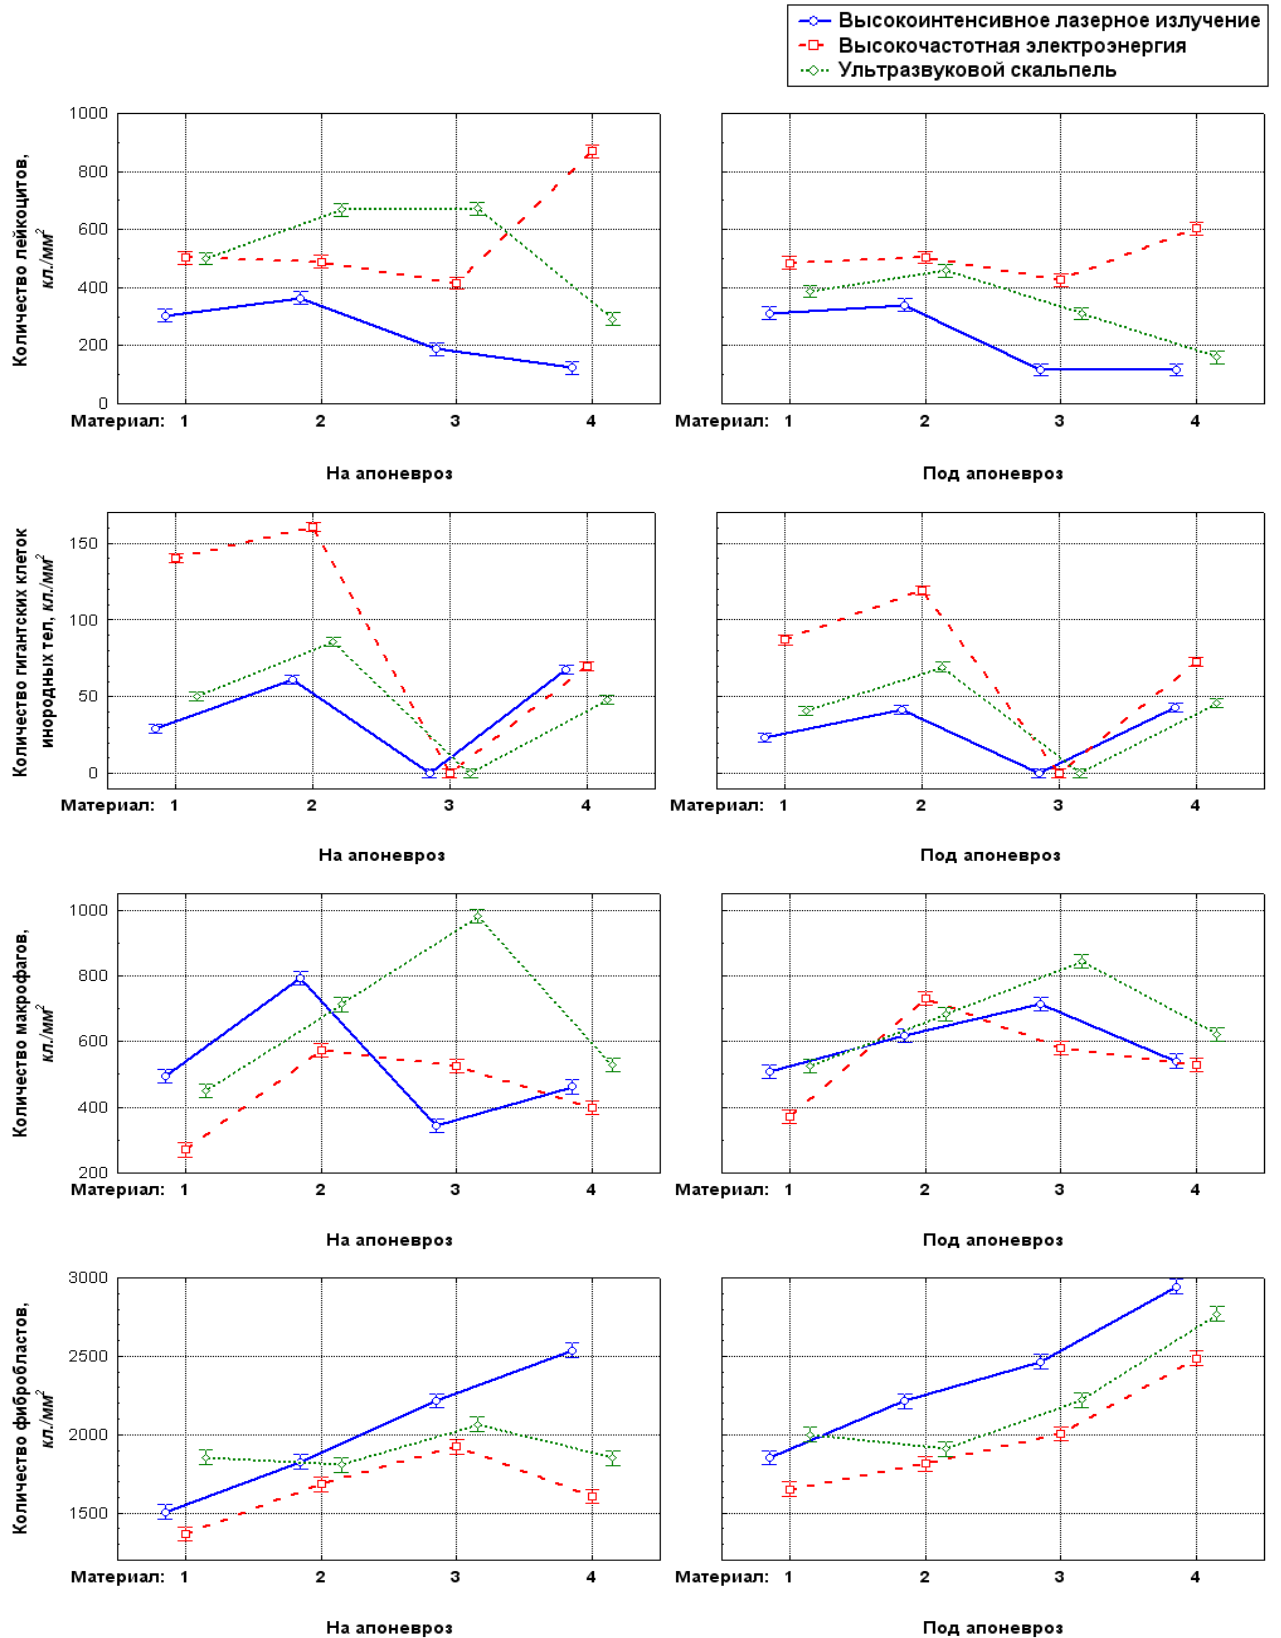 Высокоинтенсивное лазерное излучение
Высокочастотная электроэнергия
Ультразвуковой скальпель
Количество лейкоцитов,
кл./мм²
1000
800
600
400
200
0
Материал: 1 2 3 4
На апоневроз
Материал: 1 2 3 4
Под апоневроз
Количество гигантских клеток
инородных тел, кл./мм²
150
100
50
0
Материал: 1 2 3 4
На апоневроз
Материал: 1 2 3 4
Под апоневроз
Количество макрофагов,
кл./мм²
1000
800
600
400
200
Материал: 1 2 3 4
На апоневроз
Материал: 1 2 3 4
Под апоневроз
Количество фибробластов,
кл./мм²
3000
2500
2000
1500
Материал: 1 2 3 4
На апоневроз
Материал: 1 2 3 4
Под апоневроз